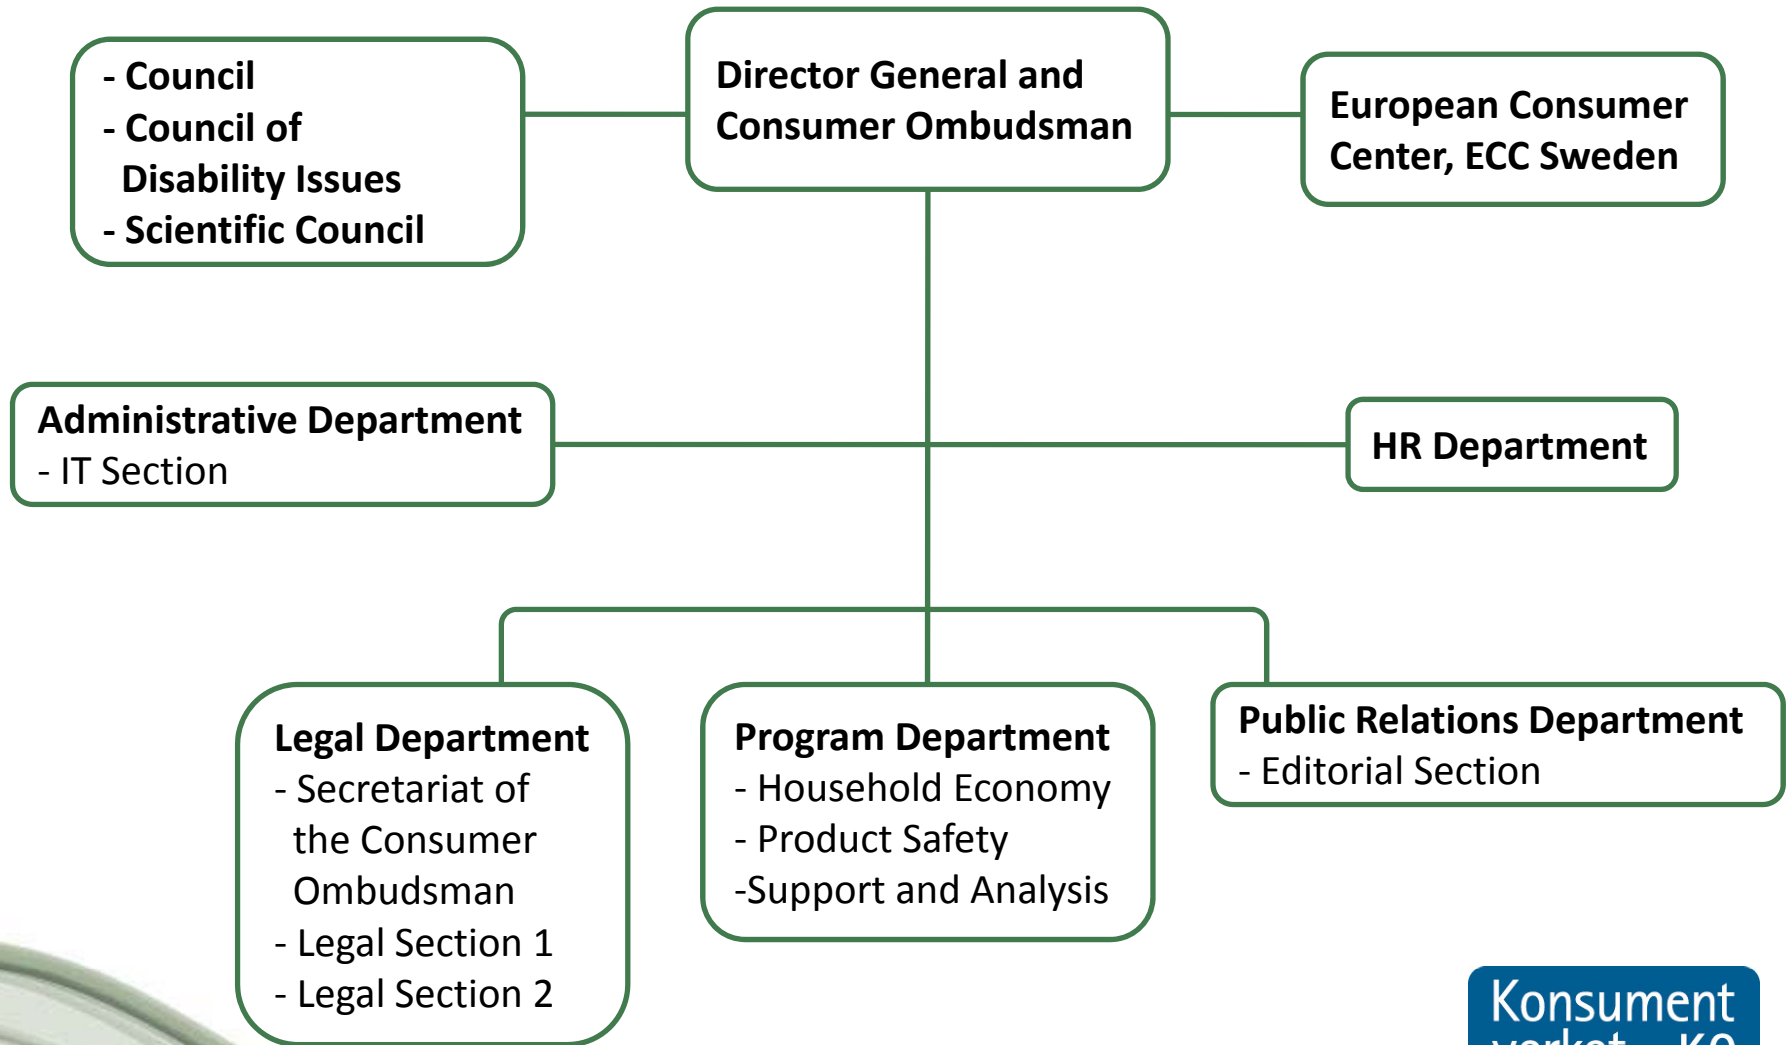 - Council
- Council of
Disability Issues
- Scientific Council
Director General and
Consumer Ombudsman
European Consumer
Center, ECC Sweden
Administrative Department
- IT Section
HR Department
Legal Department
- Secretariat of
the Consumer
Ombudsman
- Legal Section 1
- Legal Section 2
Program Department
- Household Economy
- Product Safety
-Support and Analysis
Public Relations Department
- Editorial Section
Konsument
verket